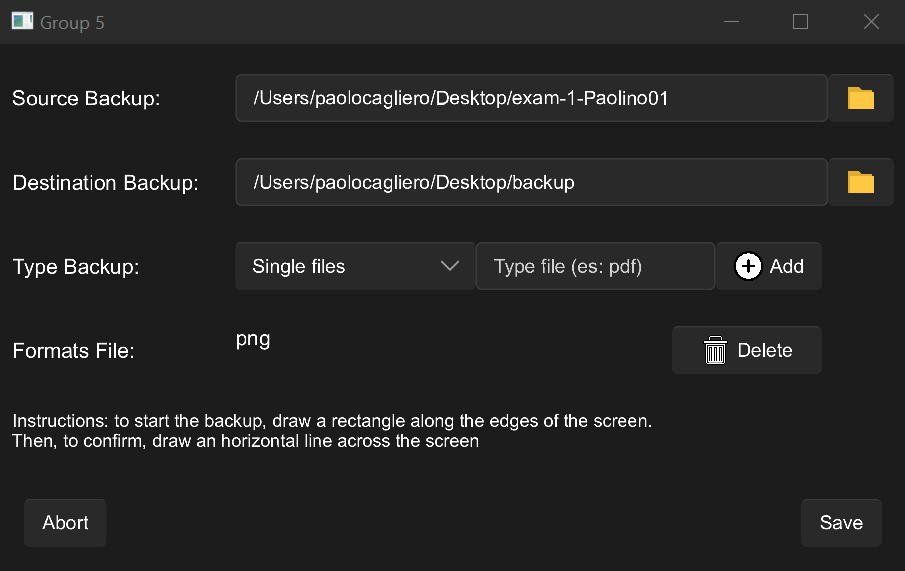 Group 5
Source Backup: /Users/paolocagliero/Desktop/exam-1-Paolino01
Destination Backup: /Users/paolocagliero/Desktop/backup
Type Backup: Single files Type file (es: pdf) Add
Formats File: png Delete
Instructions: to start the backup, draw a rectangle along the edges of the screen.
Then, to confirm, draw an horizontal line across the screen
Abort Save